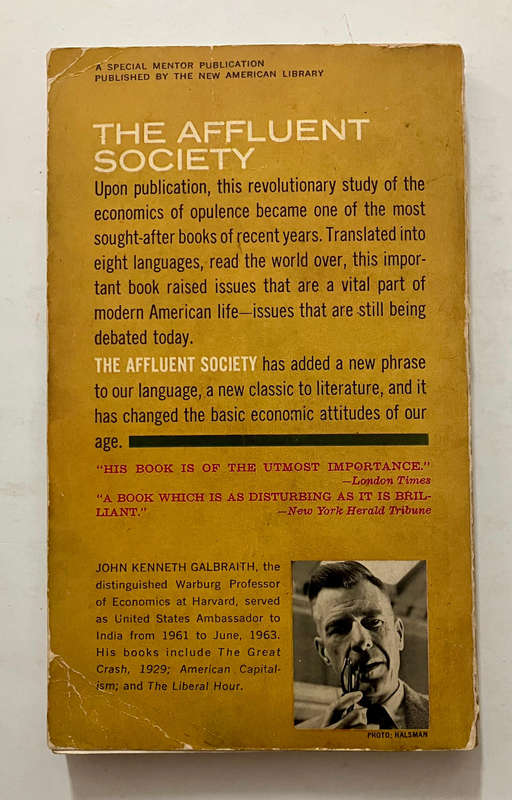 A SPECIAL MENTOR PUBLICATION
PUBLISHED BY THE NEW AMERICAN LIBRARY
THE AFFLUENT
SOCIETY
Upon publication, this revolutionary study of the
economics of opulence became one of the most
sought-after books of recent years. Translated into
eight languages, read the world over, this impor-
tant book raised issues that are a vital part of
modern American life—issues that are still being
debated today.
THE AFFLUENT SOCIETY has added a new phrase
to our language, a new classic to literature, and it
has changed the basic economic attitudes of our
age.
"HIS BOOK IS OF THE UTMOST IMPORTANCE."
—London Times
"A BOOK WHICH IS AS DISTURBING AS IT IS BRIL-
LIANT." —New York Herald Tribune
JOHN KENNETH GALBRAITH, the
distinguished Warburg Professor
of Economics at Harvard, served
as United States Ambassador to
India from 1961 to June, 1963.
His books include The Great
Crash, 1929; American Capital-
ism; and The Liberal Hour.
PHOTO: HALSMAN